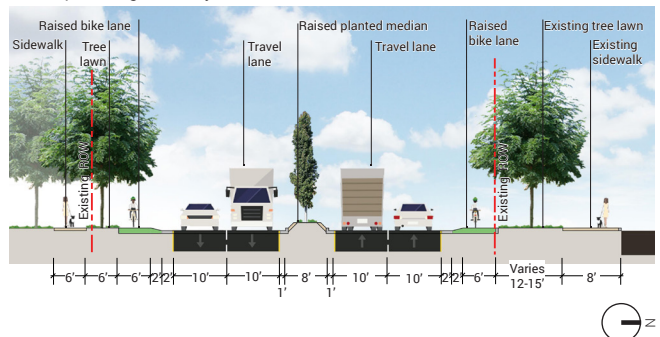 Raised bike lane
Raised planted median
Raised
bike lane
Existing tree lawn
Sidewalk
Tree
lawn
Travel
lane
Travel lane
Existing
sidewalk
Existing ROW
Existing ROW
6' 6' 6' 2' 2' 10' 10' 1' 8' 1' 10' 10' 2' 2' 6' Varies
12-15' 8'
N